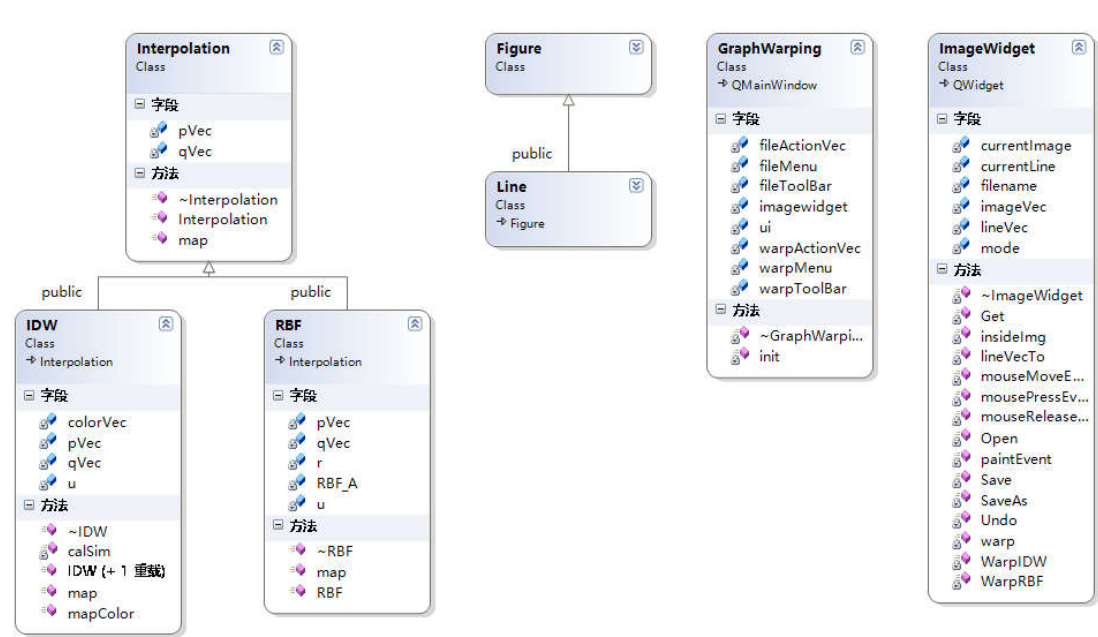 Interpolation
Class
字段
pVec
qVec
方法
~Interpolation
Interpolation
map
public
public
IDW
Class
Interpolation
字段
colorVec
pVec
qVec
u
方法
~IDW
calSim
IDW (+ 1 重载)
map
mapColor
RBF
Class
Interpolation
字段
pVec
qVec
r
RBF_A
u
方法
~RBF
map
RBF
Figure
Class
public
Line
Class
Figure
GraphWarping
Class
QMainWindow
字段
fileActionVec
fileMenu
fileToolBar
imagewidget
ui
warpActionVec
warpMenu
warpToolBar
方法
~GraphWarpi...
init
ImageWidget
Class
QWidget
字段
currentImage
currentLine
filename
imageVec
lineVec
mode
方法
~ImageWidget
Get
insideImg
lineVecTo
mouseMoveE...
mousePressEv...
mouseRelease...
Open
paintEvent
Save
SaveAs
Undo
warp
WarpIDW
WarpRBF